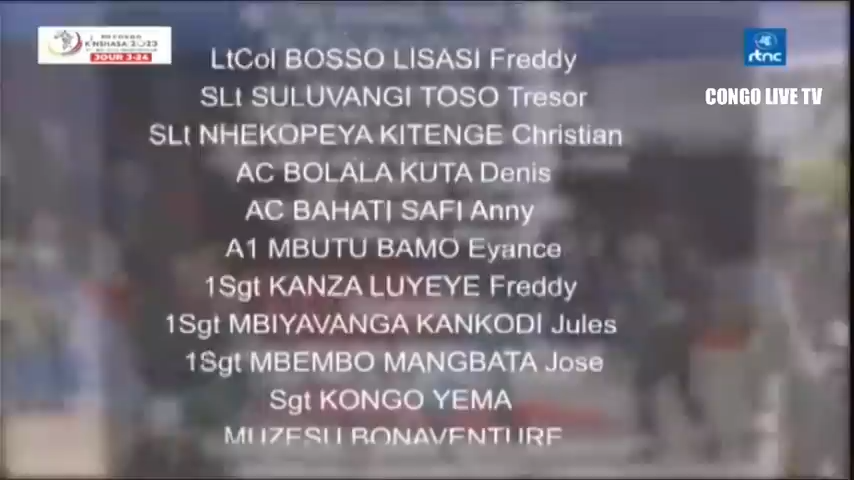 KINSHASA 2023
JOUR J-24
rtnc
CONGO LIVE TV
LtCol BOSSO LISASI Freddy
SLt SULUVANGI TOSO Tresor
SLt NHEKOPEYA KITENGE Christian
AC BOLALA KUTA Denis
AC BAHATI SAFI Anny
A1 MBUTU BAMO Eyance
1Sgt KANZA LUYEYE Freddy
1Sgt MBIYAVANGA KANKODI Jules
1Sgt MBEMBO MANGBATA Jose
Sgt KONGO YEMA
MUZESU BONAVENTURE